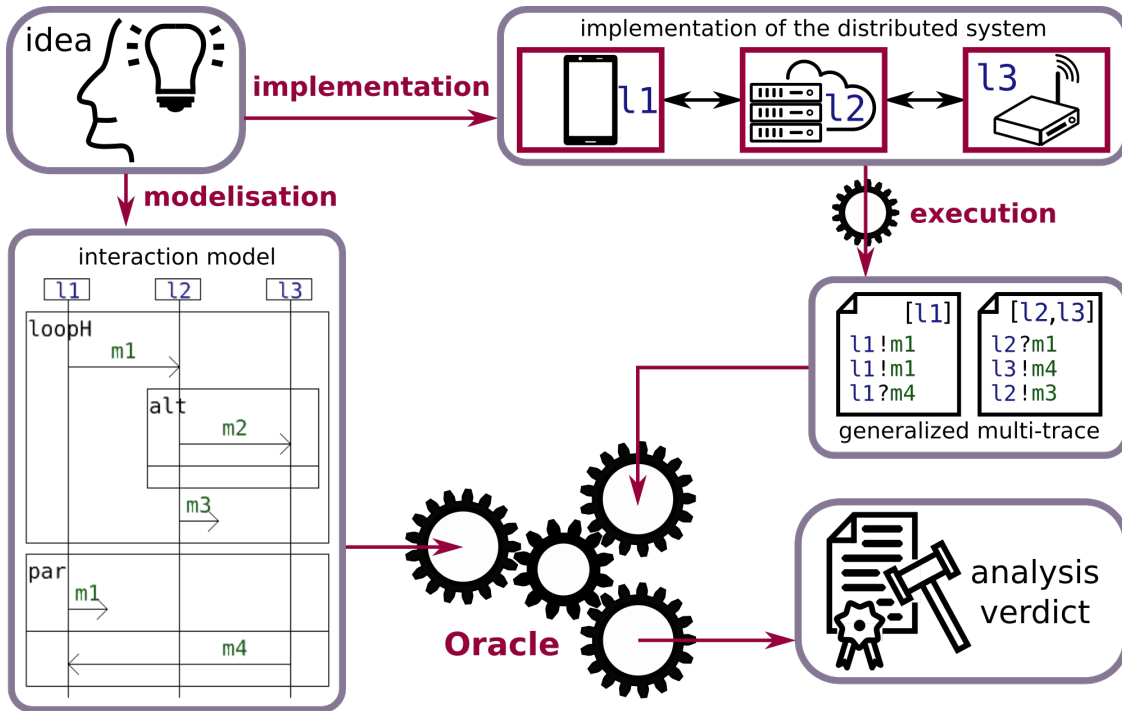 idea
implementation
implementation of the distributed system
l1
l2
l3
modelisation
execution
interaction model
l1 l2 l3
loopH
m1
alt
m2
m3
par
m1
m4
[l1]
l1!m1
l1!m1
l1?m4
[l2,l3]
l2?m1
l3!m4
l2!m3
generalized multi-trace
Oracle
analysis
verdict